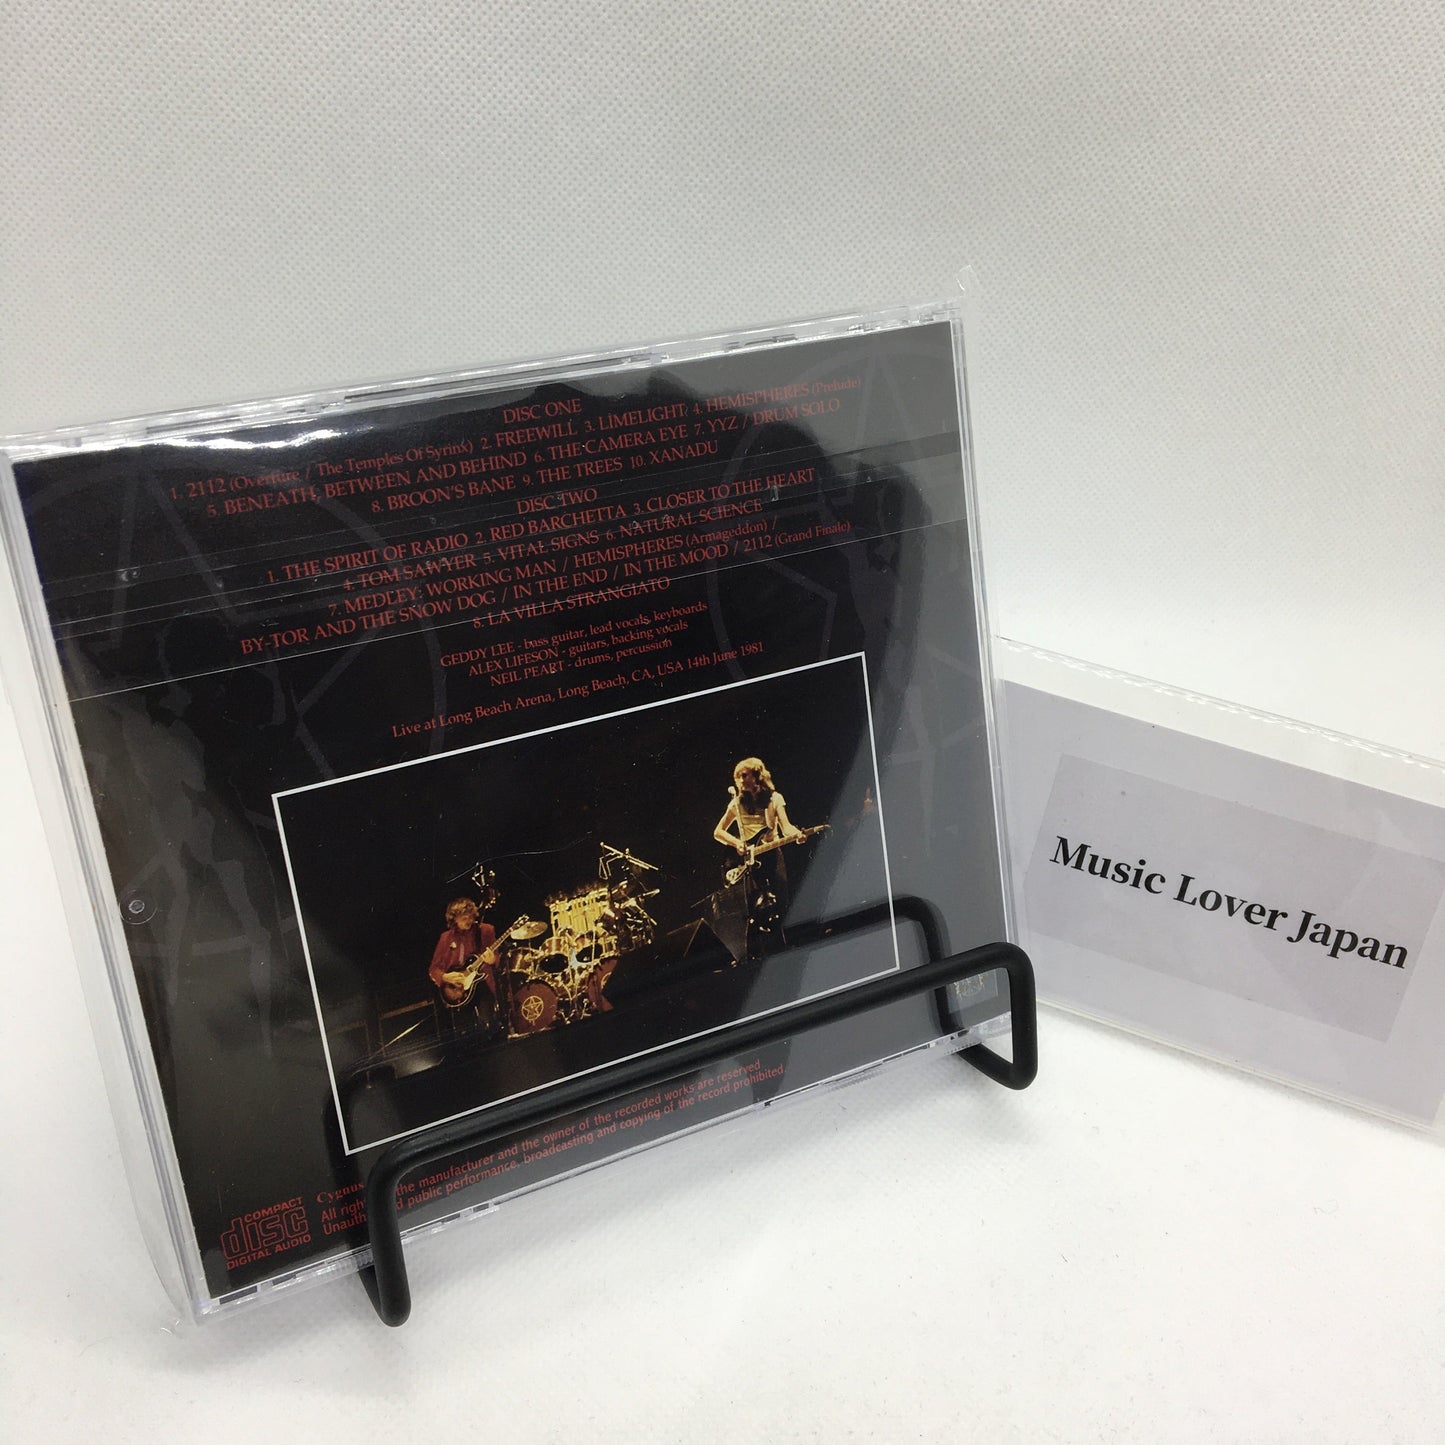 DISC ONE
1. 2112 (Overture / The Temples Of Syrinx) 2. FREEWILL 3. LIMELIGHT 4. HEMISPHERES (Prelude)
5. BENEATH, BETWEEN AND BEHIND 6. THE CAMERA EYE 7. YYZ / DRUM SOLO
8. BROON'S BANE 9. THE TREES 10. XANADU
DISC TWO
1. THE SPIRIT OF RADIO 2. RED BARCHETTA 3. CLOSER TO THE HEART
4. TOM SAWYER 5. VITAL SIGNS 6. NATURAL SCIENCE
7. MEDLEY: WORKING MAN / HEMISPHERES (Armageddon) /
BY-TOR AND THE SNOW DOG / IN THE END / IN THE MOOD / 2112 (Grand Finale)
8. LA VILLA STRANGIATO
GEDDY LEE - bass guitar, lead vocals, keyboards
ALEX LIFESON - guitars, backing vocals
NEIL PEART - drums, percussion
Live at Long Beach Arena, Long Beach, CA, USA 14th June 1981
COMPACT
disc
DIGITAL AUDIO
Cygnus
All the manufacturer and the owner of the recorded works are reserved
public performance, broadcasting and copying of the record prohibited.
Music Lover Japan